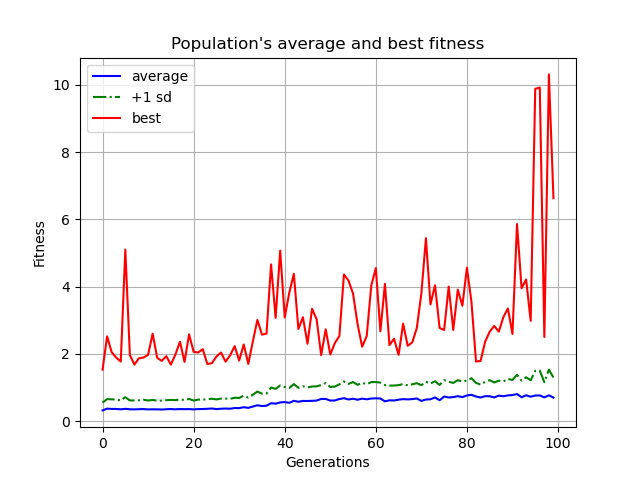 Population's average and best fitness
average
+1 sd
best
10
8
6
4
2
0
Fitness
0 20 40 60 80 100
Generations